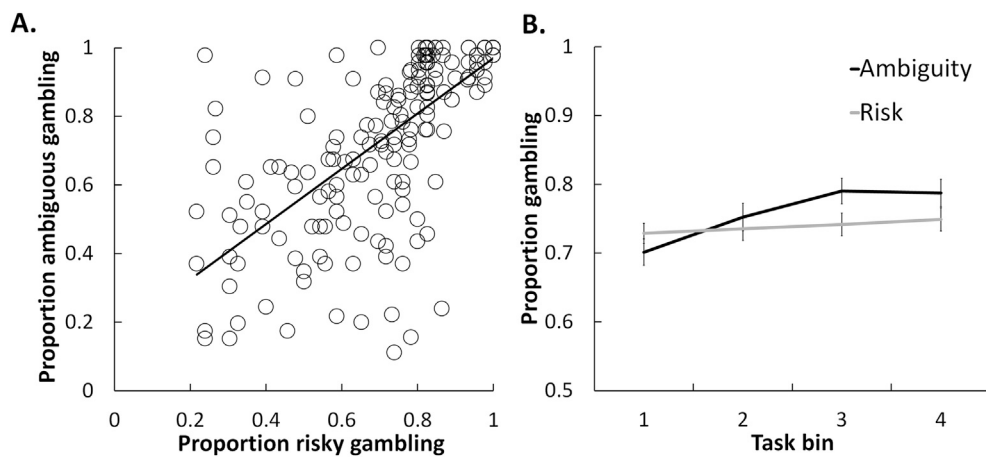 A.
Proportion ambiguous gambling
1
0.8
0.6
0.4
0.2
0
0 0.2 0.4 0.6 0.8 1
Proportion risky gambling
B.
Proportion gambling
1
0.9
0.8
0.7
0.6
0.5
1 2 3 4
Task bin
Ambiguity
Risk